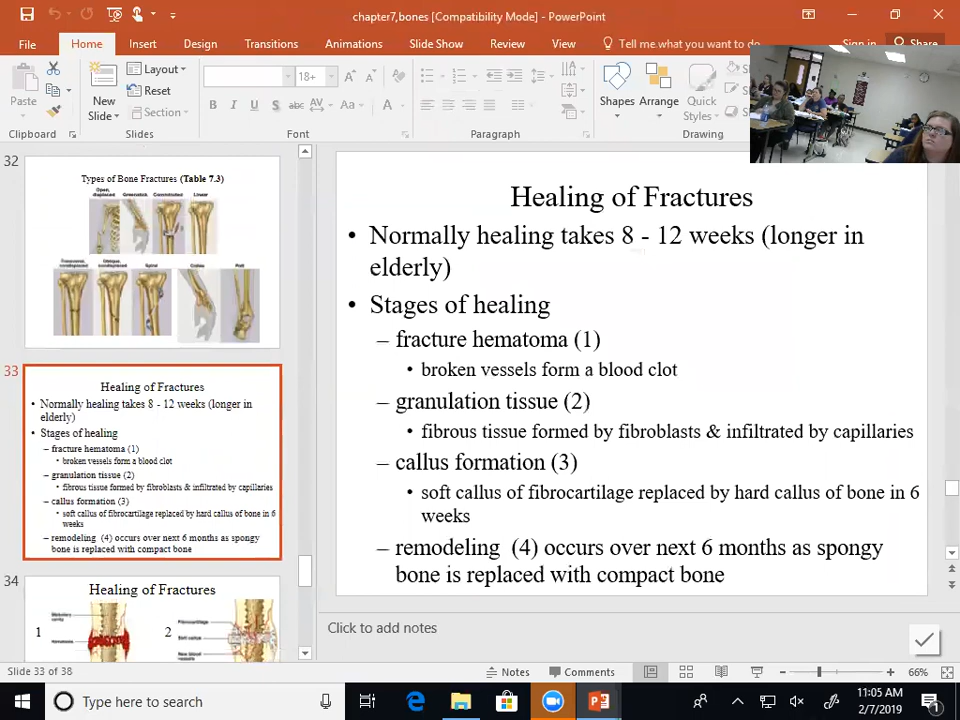 chapter7,bones [Compatibility Mode] - PowerPoint
File Home Insert Design Transitions Animations Slide Show Review View Tell me what you want to do Sign in Share
Paste
New
Slide
Layout
Reset
Section
18+
B I U S abc AV Aa A
Shapes Arrange Quick
Styles
Clipboard Slides Font Paragraph Drawing
32
Types of Bone Fractures (Table 7.3)
33
Healing of Fractures
• Normally healing takes 8 - 12 weeks (longer in
elderly)
• Stages of healing
– fracture hematoma (1)
• broken vessels form a blood clot
– granulation tissue (2)
• fibrous tissue formed by fibroblasts & infiltrated by capillaries
– callus formation (3)
• soft callus of fibrocartilage replaced by hard callus of bone in 6
weeks
– remodeling (4) occurs over next 6 months as spongy
bone is replaced with compact bone
34
Healing of Fractures
1 2
Healing of Fractures
• Normally healing takes 8 - 12 weeks (longer in
elderly)
• Stages of healing
– fracture hematoma (1)
• broken vessels form a blood clot
– granulation tissue (2)
• fibrous tissue formed by fibroblasts & infiltrated by capillaries
– callus formation (3)
• soft callus of fibrocartilage replaced by hard callus of bone in 6
weeks
– remodeling (4) occurs over next 6 months as spongy
bone is replaced with compact bone
Click to add notes
Slide 33 of 38 Notes Comments 66%
Type here to search
11:05 AM
2/7/2019
1